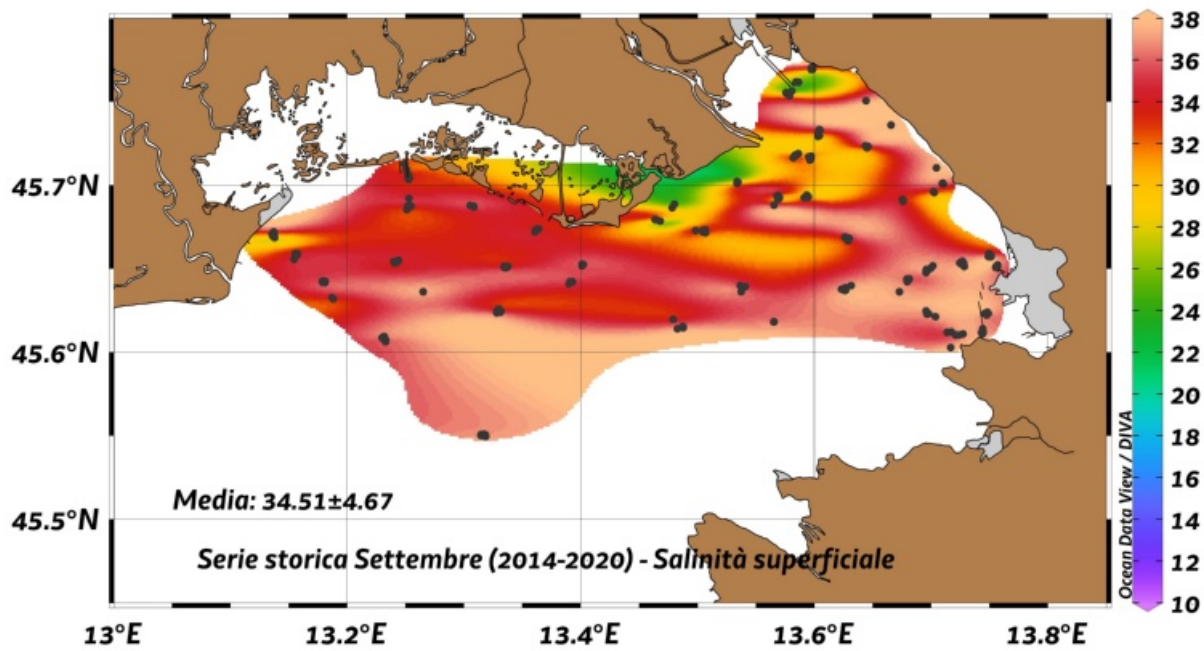 38
36
34
32
30
28
26
24
22
20
18
16
14
12
10
45.7°N
45.6°N
45.5°N
Media: 34.51±4.67
Serie storica Settembre (2014-2020) - Salinità superficiale
Ocean Data View / DIVA
13°E
13.2°E
13.4°E
13.6°E
13.8°E